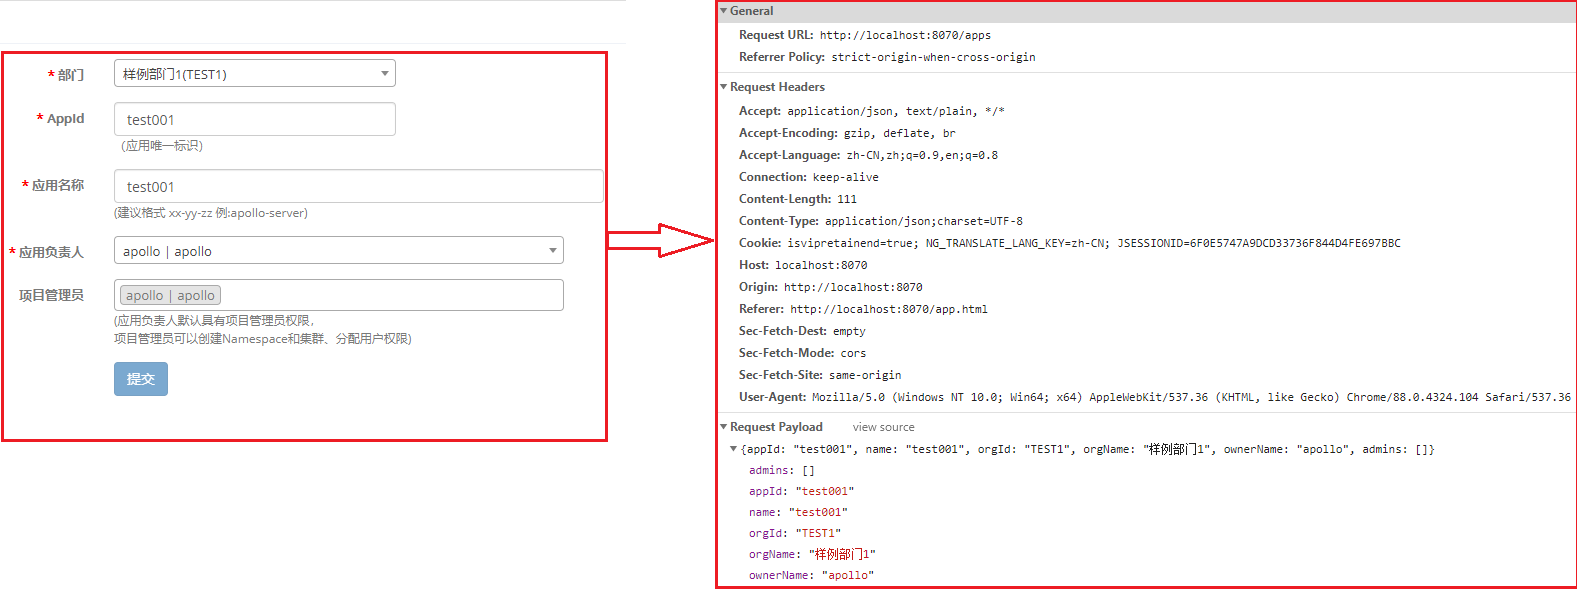 * 部门
样例部门1(TEST1)
* AppId
test001
(应用唯一标识)
* 应用名称
test001
(建议格式 xx-yy-zz 例:apollo-server)
* 应用负责人
apollo | apollo
项目管理员
apollo | apollo
(应用负责人默认具有项目管理员权限,
项目管理员可以创建Namespace和集群、分配用户权限)
提交
General
Request URL: http://localhost:8070/apps
Referrer Policy: strict-origin-when-cross-origin
Request Headers
Accept: application/json, text/plain, */*
Accept-Encoding: gzip, deflate, br
Accept-Language: zh-CN,zh;q=0.9,en;q=0.8
Connection: keep-alive
Content-Length: 111
Content-Type: application/json;charset=UTF-8
Cookie: isvipretainend=true; NG_TRANSLATE_LANG_KEY=zh-CN; JSESSIONID=6F0E5747A9DCD33736F844D4FE697BBC
Host: localhost:8070
Origin: http://localhost:8070
Referer: http://localhost:8070/app.html
Sec-Fetch-Dest: empty
Sec-Fetch-Mode: cors
Sec-Fetch-Site: same-origin
User-Agent: Mozilla/5.0 (Windows NT 10.0; Win64; x64) AppleWebKit/537.36 (KHTML, like Gecko) Chrome/88.0.4324.104 Safari/537.36
Request Payload view source
{appId: "test001", name: "test001", orgId: "TEST1", orgName: "样例部门1", ownerName: "apollo", admins: []}
admins: []
appId: "test001"
name: "test001"
orgId: "TEST1"
orgName: "样例部门1"
ownerName: "apollo"